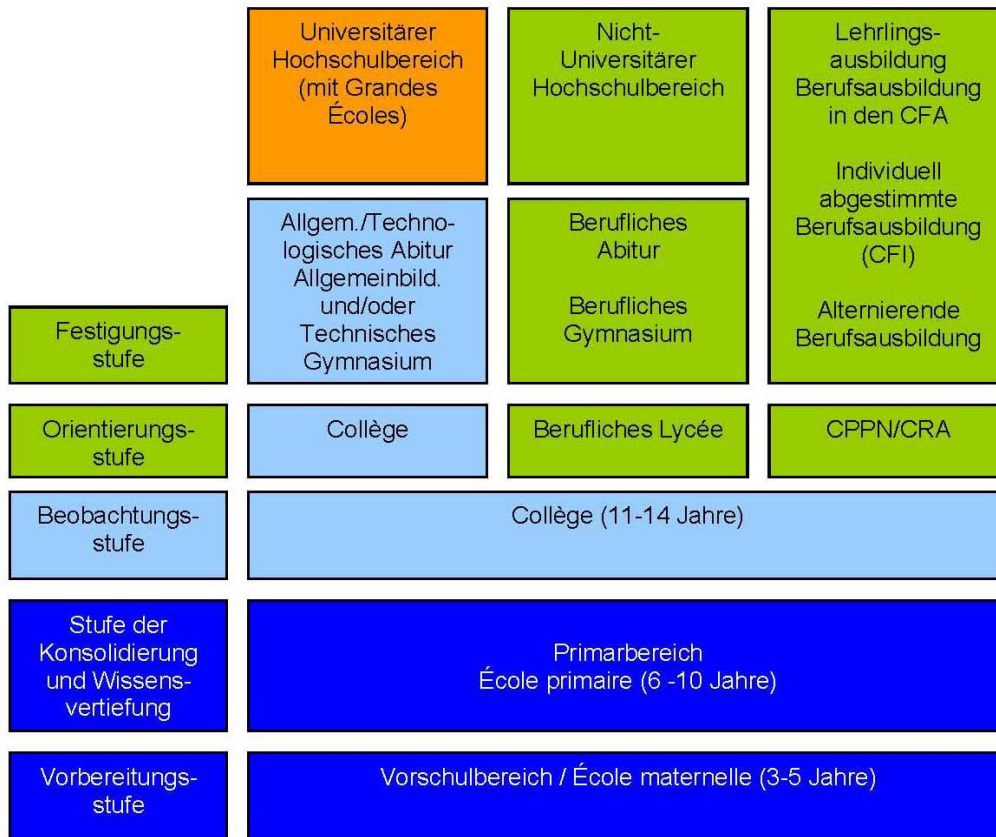 Universitärer
Hochschulbereich
(mit Grandes
Écoles)
Nicht-
Universitärer
Hochschulbereich
Lehrlings-
ausbildung
Berufsausbildung
in den CFA
Individuell
abgestimmte
Berufsausbildung
(CFI)
Alternierende
Berufsausbildung
Allgem./Techno-
logisches Abitur
Allgemeinbild.
und/oder
Technisches
Gymnasium
Berufliches
Abitur
Berufliches
Gymnasium
Festigungs-
stufe
Orientierungs-
stufe
Collège
Berufliches Lycée
CPPN/CRA
Beobachtungs-
stufe
Collège (11-14 Jahre)
Stufe der
Konsolidierung
und Wissens-
vertiefung
Primarbereich
École primaire (6 -10 Jahre)
Vorbereitungs-
stufe
Vorschulbereich / École maternelle (3-5 Jahre)